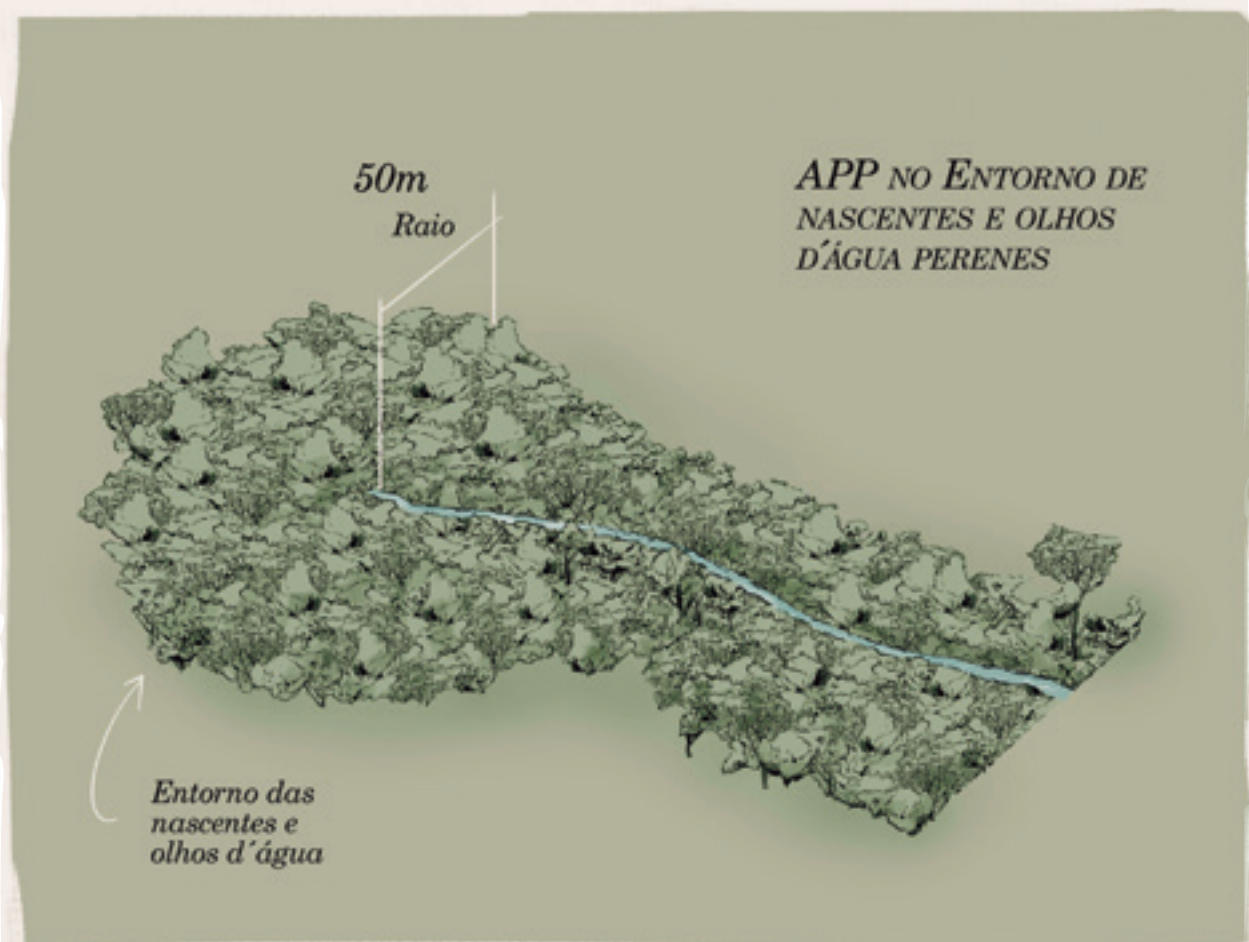 50m
Raio
APP NO ENTORNO DE
NASCENTES E OLHOS
D´ÁGUA PERENES
Entorno das
nascentes e
olhos d´água